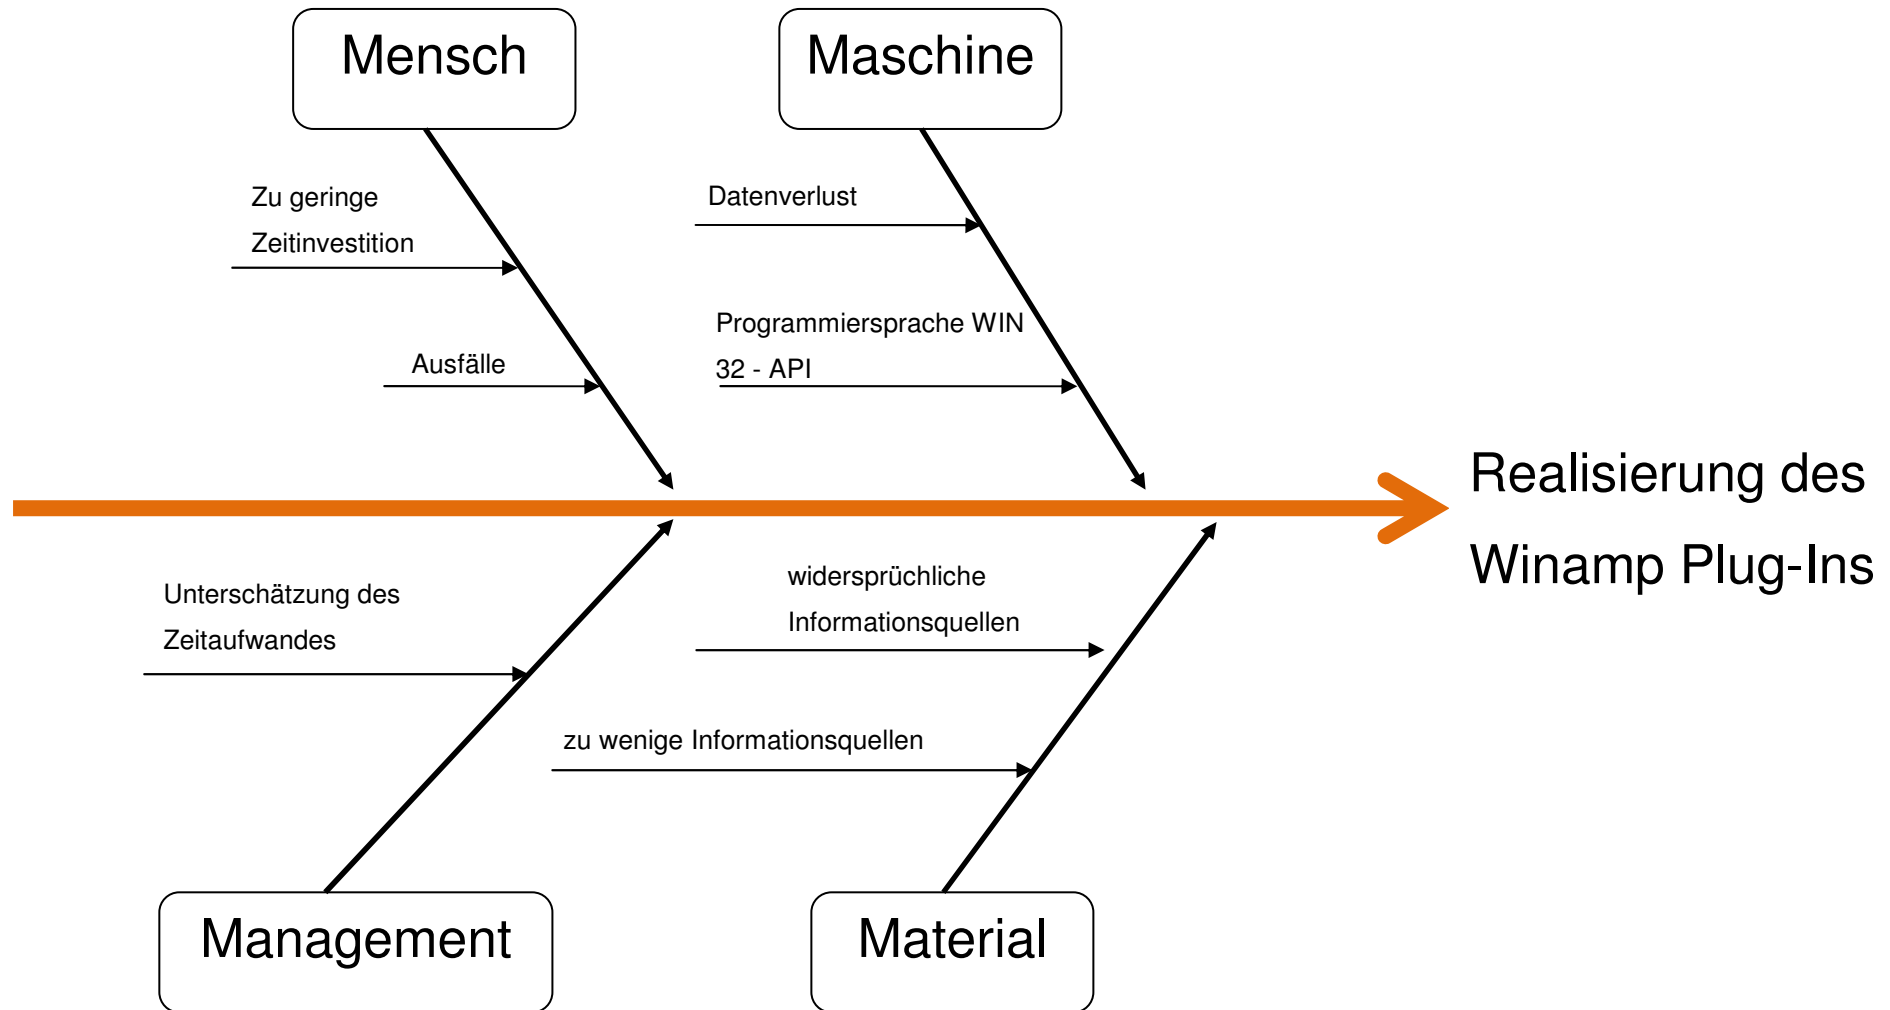 Mensch
Maschine
Zu geringe
Zeitinvestition
Datenverlust
Ausfälle
Programmiersprache WIN
32 - API
Realisierung des
Winamp Plug-Ins
Unterschätzung des
Zeitaufwandes
widersprüchliche
Informationsquellen
zu wenige Informationsquellen
Management
Material